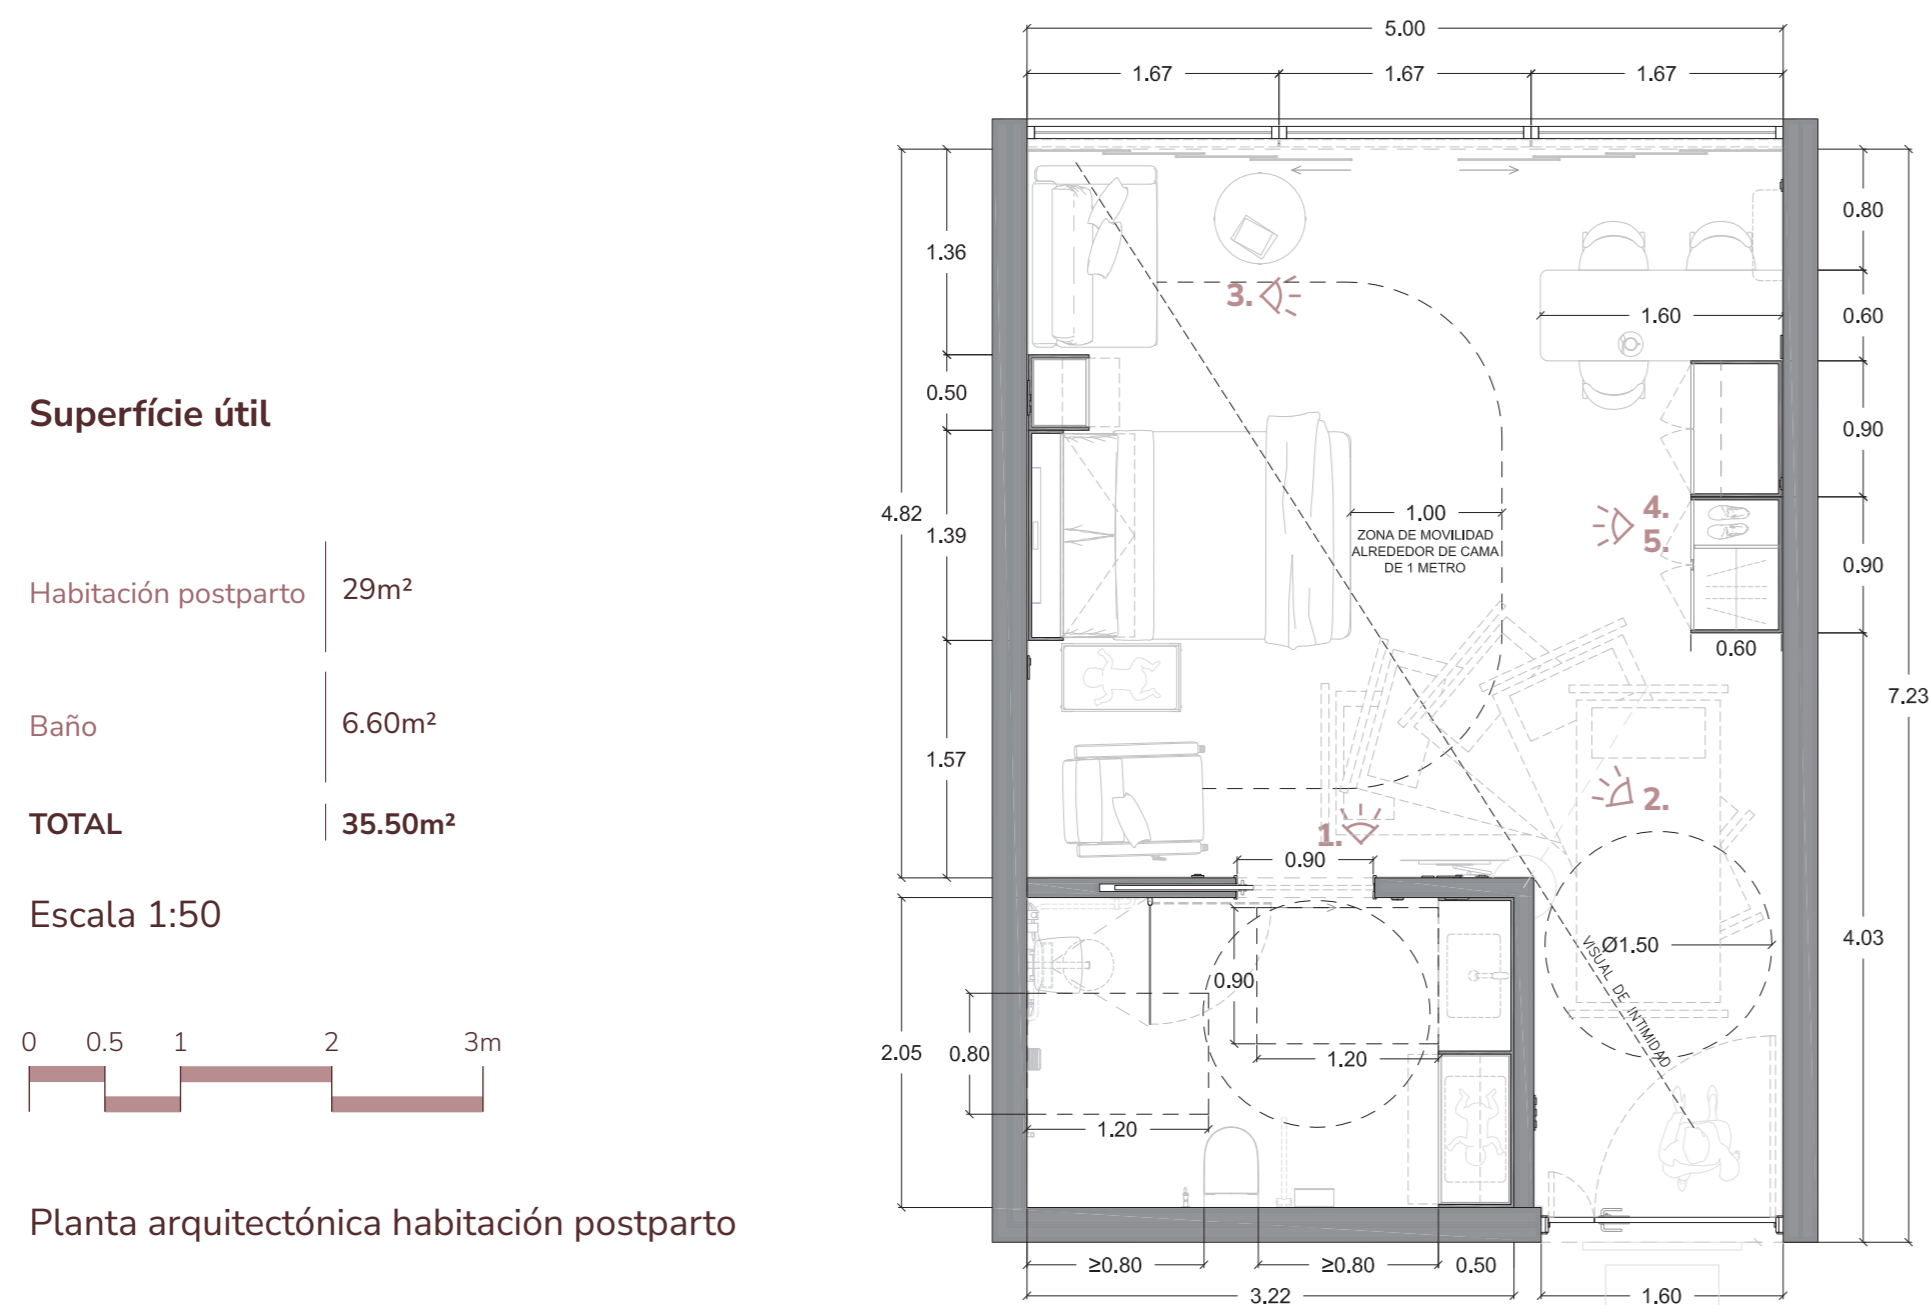 Superfície útil
Habitación postparto 29m²
Baño 6.60m²
TOTAL 35.50m²
Escala 1:50
0 0.5 1 2 3m
Planta arquitectónica habitación postparto
5.00
1.67 1.67 1.67
0.80
1.36
3.
1.60 0.60
0.50
0.90
4.82
1.39
1.00
ZONA DE MOVILIDAD
ALREDEDOR DE CAMA
DE 1 METRO
4.
5.
0.90
0.60
7.23
1.57
2.
1.
0.90
4.03
Ø1.50
VISUAL DE INTIMIDAD
0.90
2.05 0.80
1.20
1.20
≥0.80 ≥0.80 0.50
3.22 1.60